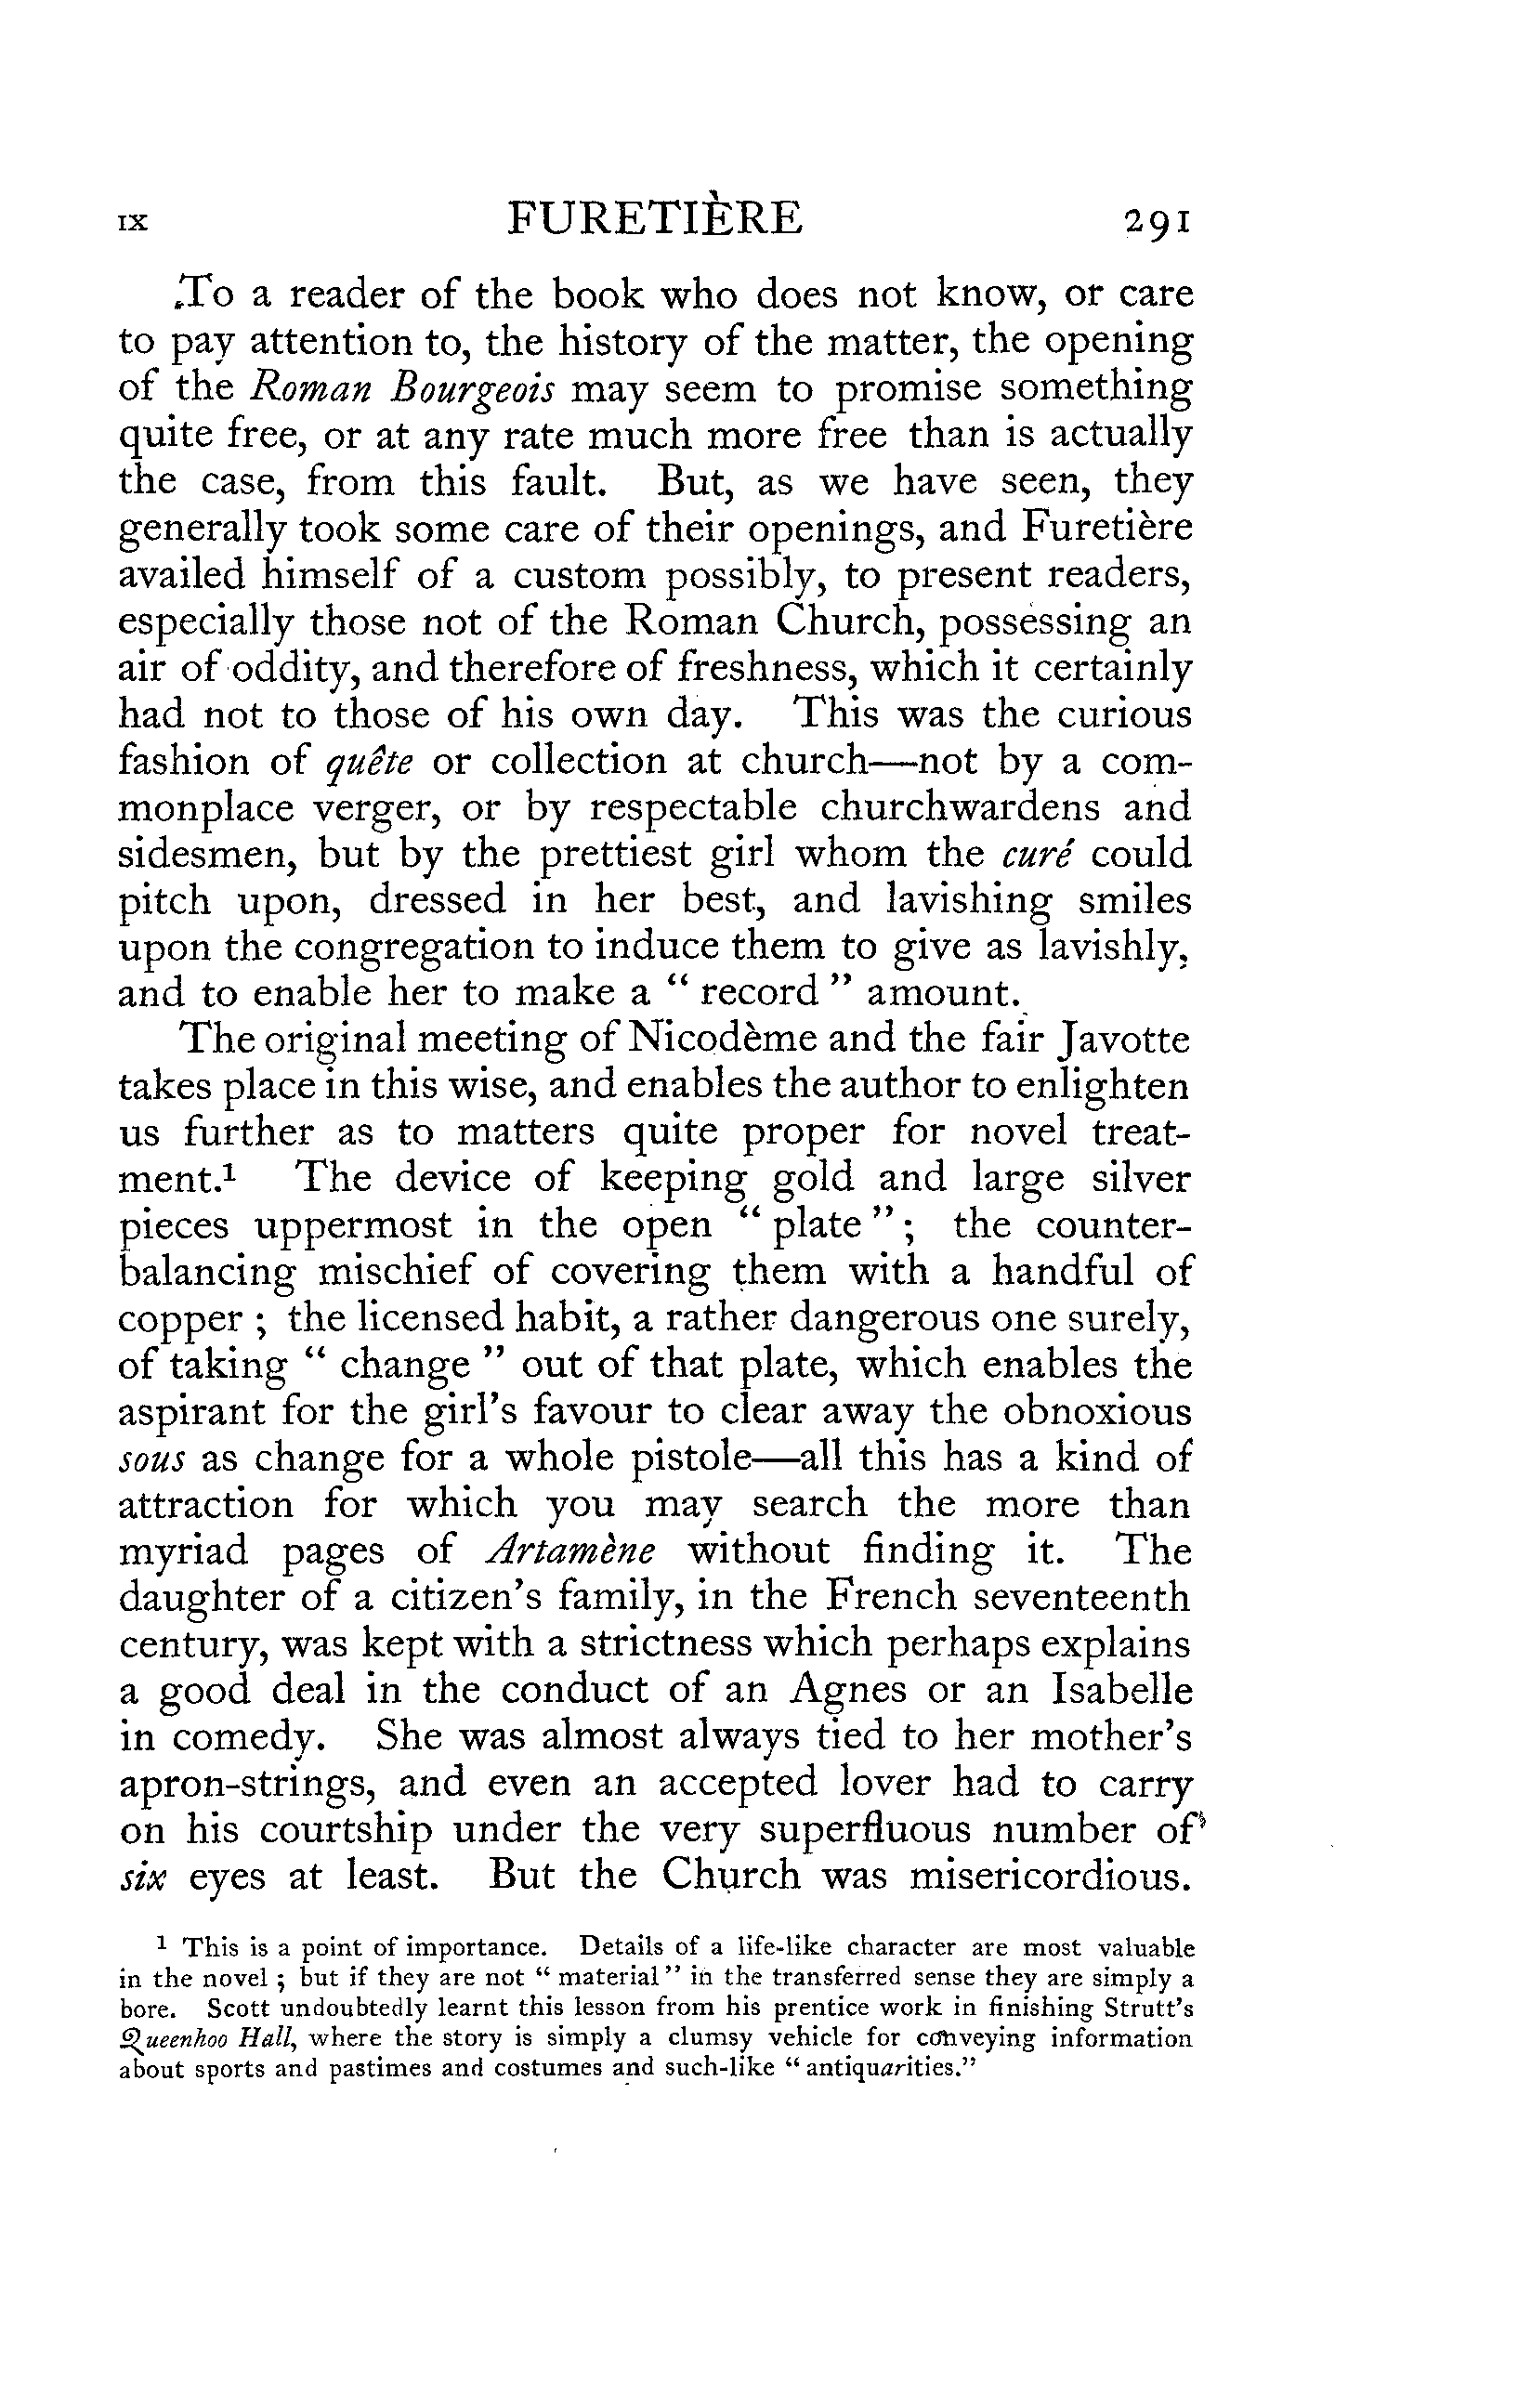 IX FURETIÈRE 291
To a reader of the book who does not know, or care
to pay attention to, the history of the matter, the opening
of the Roman Bourgeois may seem to promise something
quite free, or at any rate much more free than is actually
the case, from this fault. But, as we have seen, they
generally took some care of their openings, and Furetière
availed himself of a custom possibly, to present readers,
especially those not of the Roman Church, possessing an
air of oddity, and therefore of freshness, which it certainly
had not to those of his own day. This was the curious
fashion of quête or collection at church—not by a com-
monplace verger, or by respectable churchwardens and
sidesmen, but by the prettiest girl whom the curé could
pitch upon, dressed in her best, and lavishing smiles
upon the congregation to induce them to give as lavishly,
and to enable her to make a “ record ” amount.
The original meeting of Nicodème and the fair Javotte
takes place in this wise, and enables the author to enlighten
us further as to matters quite proper for novel treat-
ment.¹ The device of keeping gold and large silver
pieces uppermost in the open “ plate ” ; the counter-
balancing mischief of covering them with a handful of
copper ; the licensed habit, a rather dangerous one surely,
of taking “ change ” out of that plate, which enables the
aspirant for the girl’s favour to clear away the obnoxious
sous as change for a whole pistole—all this has a kind of
attraction for which you may search the more than
myriad pages of Artamène without finding it. The
daughter of a citizen’s family, in the French seventeenth
century, was kept with a strictness which perhaps explains
a good deal in the conduct of an Agnes or an Isabelle
in comedy. She was almost always tied to her mother’s
apron-strings, and even an accepted lover had to carry
on his courtship under the very superfluous number of
six eyes at least. But the Church was misericordious.
¹ This is a point of importance. Details of a life-like character are most valuable
in the novel ; but if they are not “ material ” in the transferred sense they are simply a
bore. Scott undoubtedly learnt this lesson from his prentice work in finishing Strutt’s
Queenhoo Hall, where the story is simply a clumsy vehicle for conveying information
about sports and pastimes and costumes and such-like “ antiquarities.”